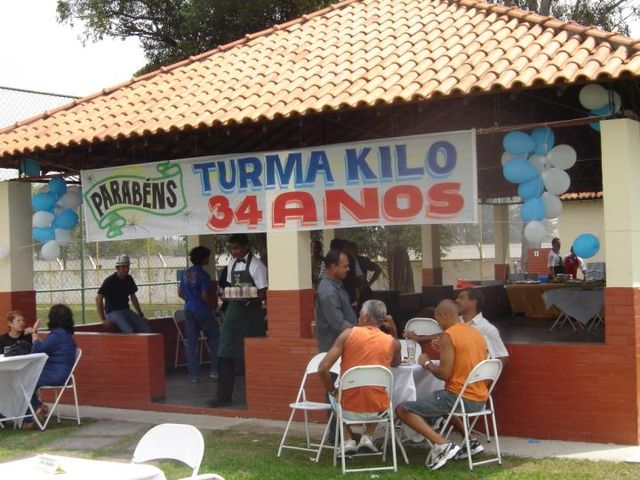 PARABÉNS
TURMA KILO
34 ANOS